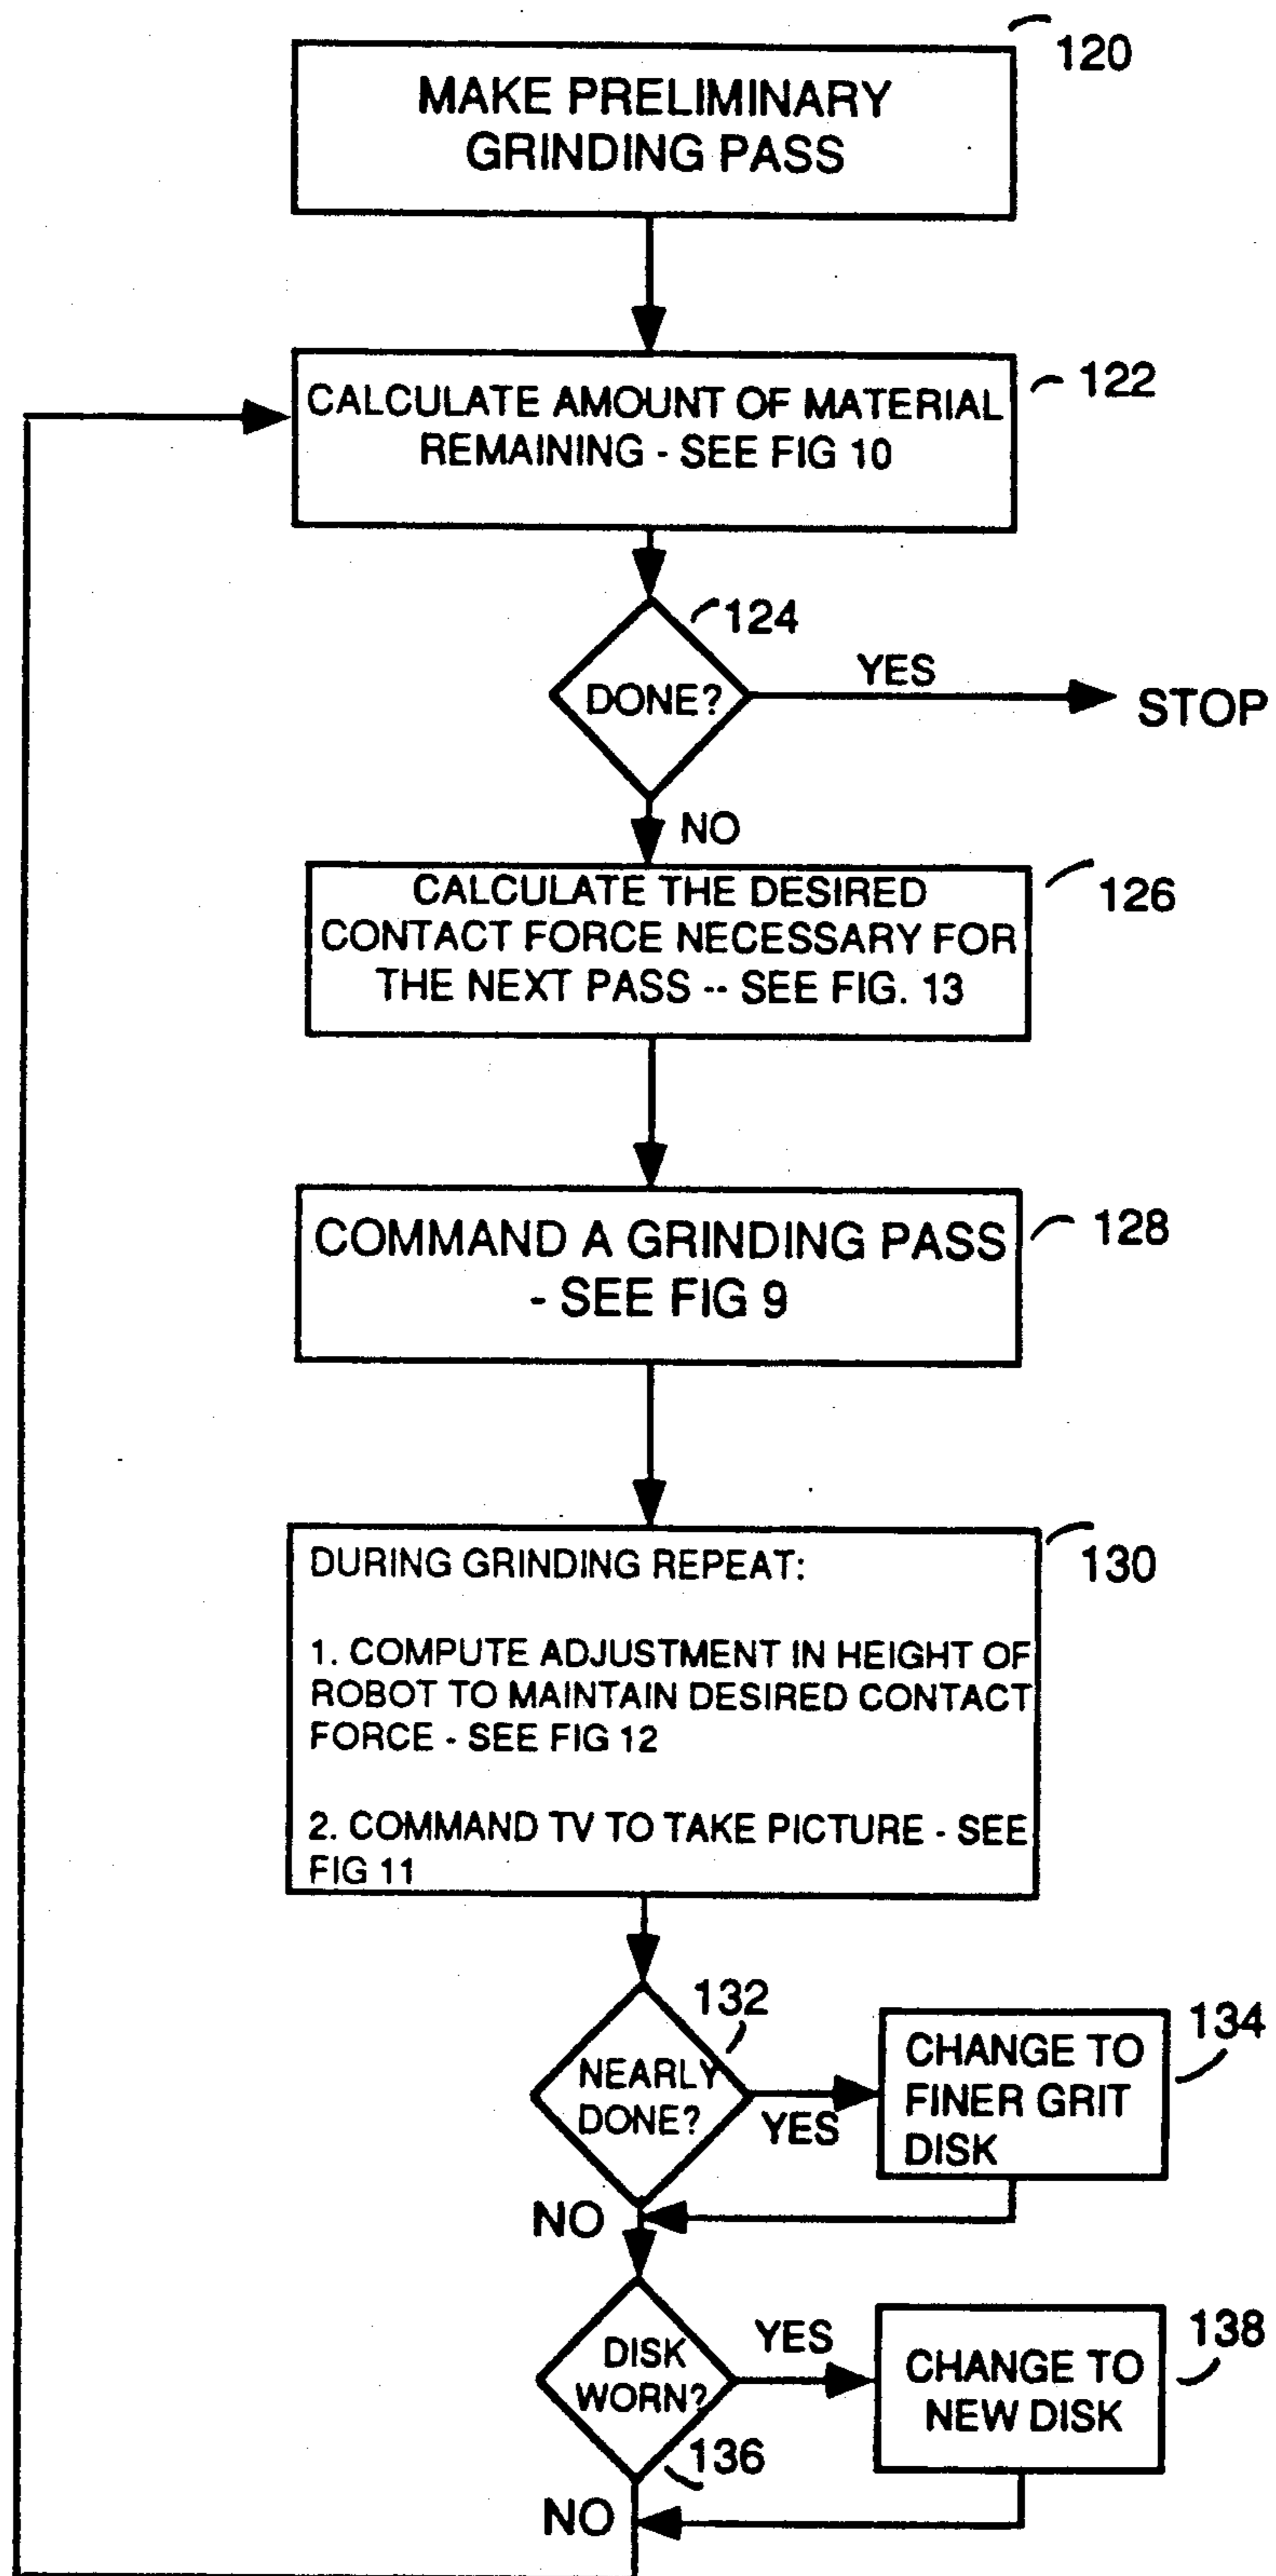 120
MAKE PRELIMINARY
GRINDING PASS
122
CALCULATE AMOUNT OF MATERIAL
REMAINING - SEE FIG 10
124
DONE?
YES
STOP
NO
126
CALCULATE THE DESIRED
CONTACT FORCE NECESSARY FOR
THE NEXT PASS -- SEE FIG. 13
128
COMMAND A GRINDING PASS
- SEE FIG 9
130
DURING GRINDING REPEAT:
1. COMPUTE ADJUSTMENT IN HEIGHT OF
ROBOT TO MAINTAIN DESIRED CONTACT
FORCE - SEE FIG 12
2. COMMAND TV TO TAKE PICTURE - SEE
FIG 11
132
NEARLY
DONE?
YES
134
CHANGE TO
FINER GRIT
DISK
NO
DISK
WORN?
136
YES
138
CHANGE TO
NEW DISK
NO